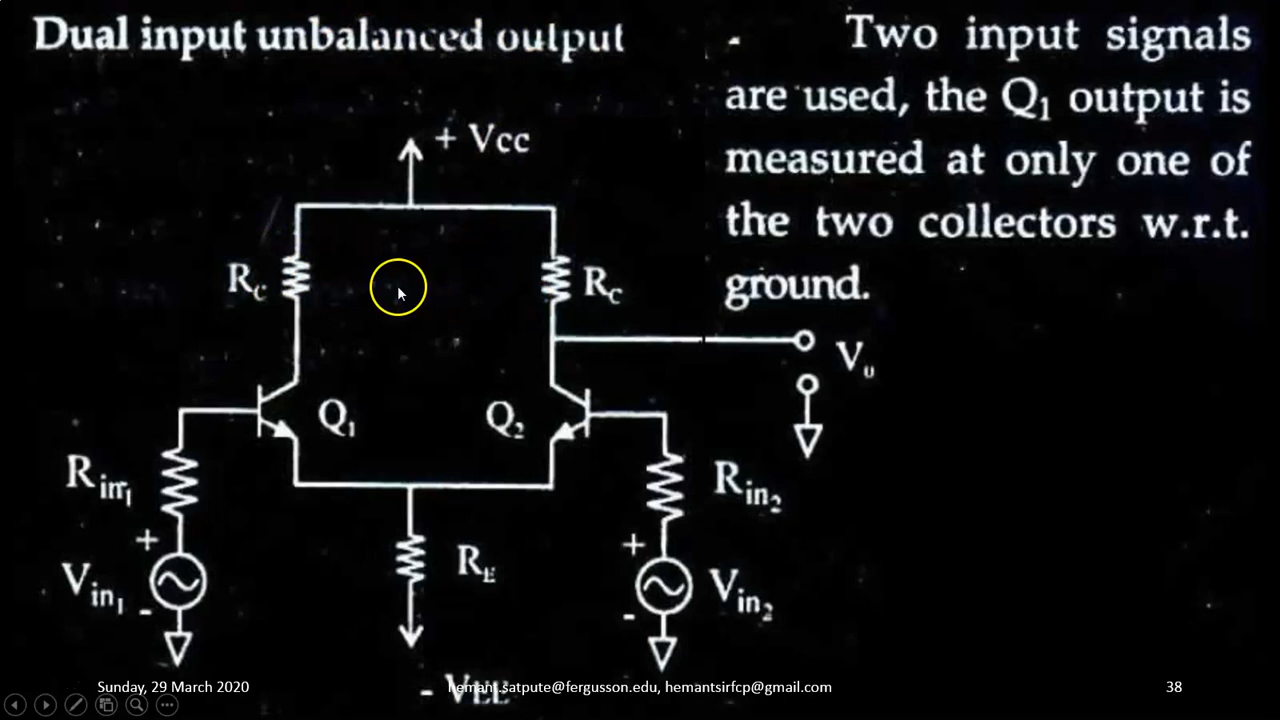 Dual input unbalanced output
- Two input signals
are used, the Q1 output is
measured at only one of
the two collectors w.r.t.
ground.
+ Vcc
RC
RC
Vo
Q1
Q2
Rin1
Rin2
+
+
RE
Vin1
Vin2
-
-
Sunday, 29 March 2020
hemant.satpute@fergusson.edu, hemantsirfcp@gmail.com
38
- VEE